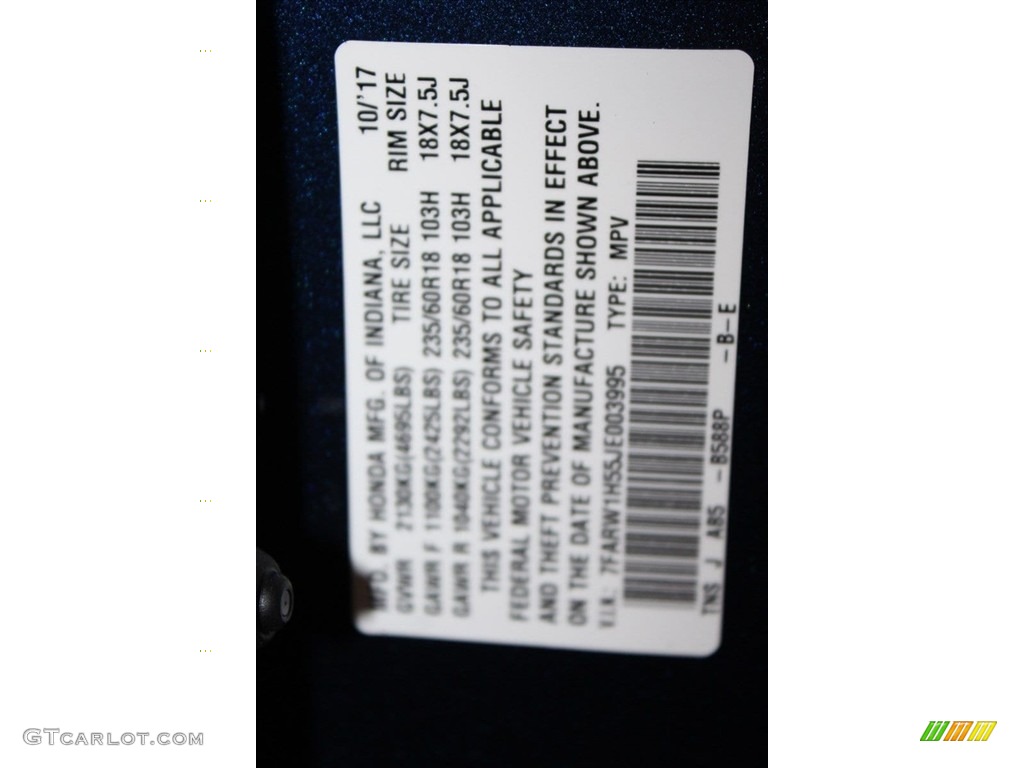 MFD. BY HONDA MFG. OF INDIANA, LLC 10/'17
GVWR 2130KG(4695LBS) TIRE SIZE RIM SIZE
GAWR F 1100KG(2425LBS) 235/60R18 103H 18X7.5J
GAWR R 1040KG(2292LBS) 235/60R18 103H 18X7.5J
THIS VEHICLE CONFORMS TO ALL APPLICABLE
FEDERAL MOTOR VEHICLE SAFETY
AND THEFT PREVENTION STANDARDS IN EFFECT
ON THE DATE OF MANUFACTURE SHOWN ABOVE.
V.I.N.: 7FARW1H55JE003995 TYPE: MPV
TNS J A85 -B588P -B-E
GTCARLOT.COM